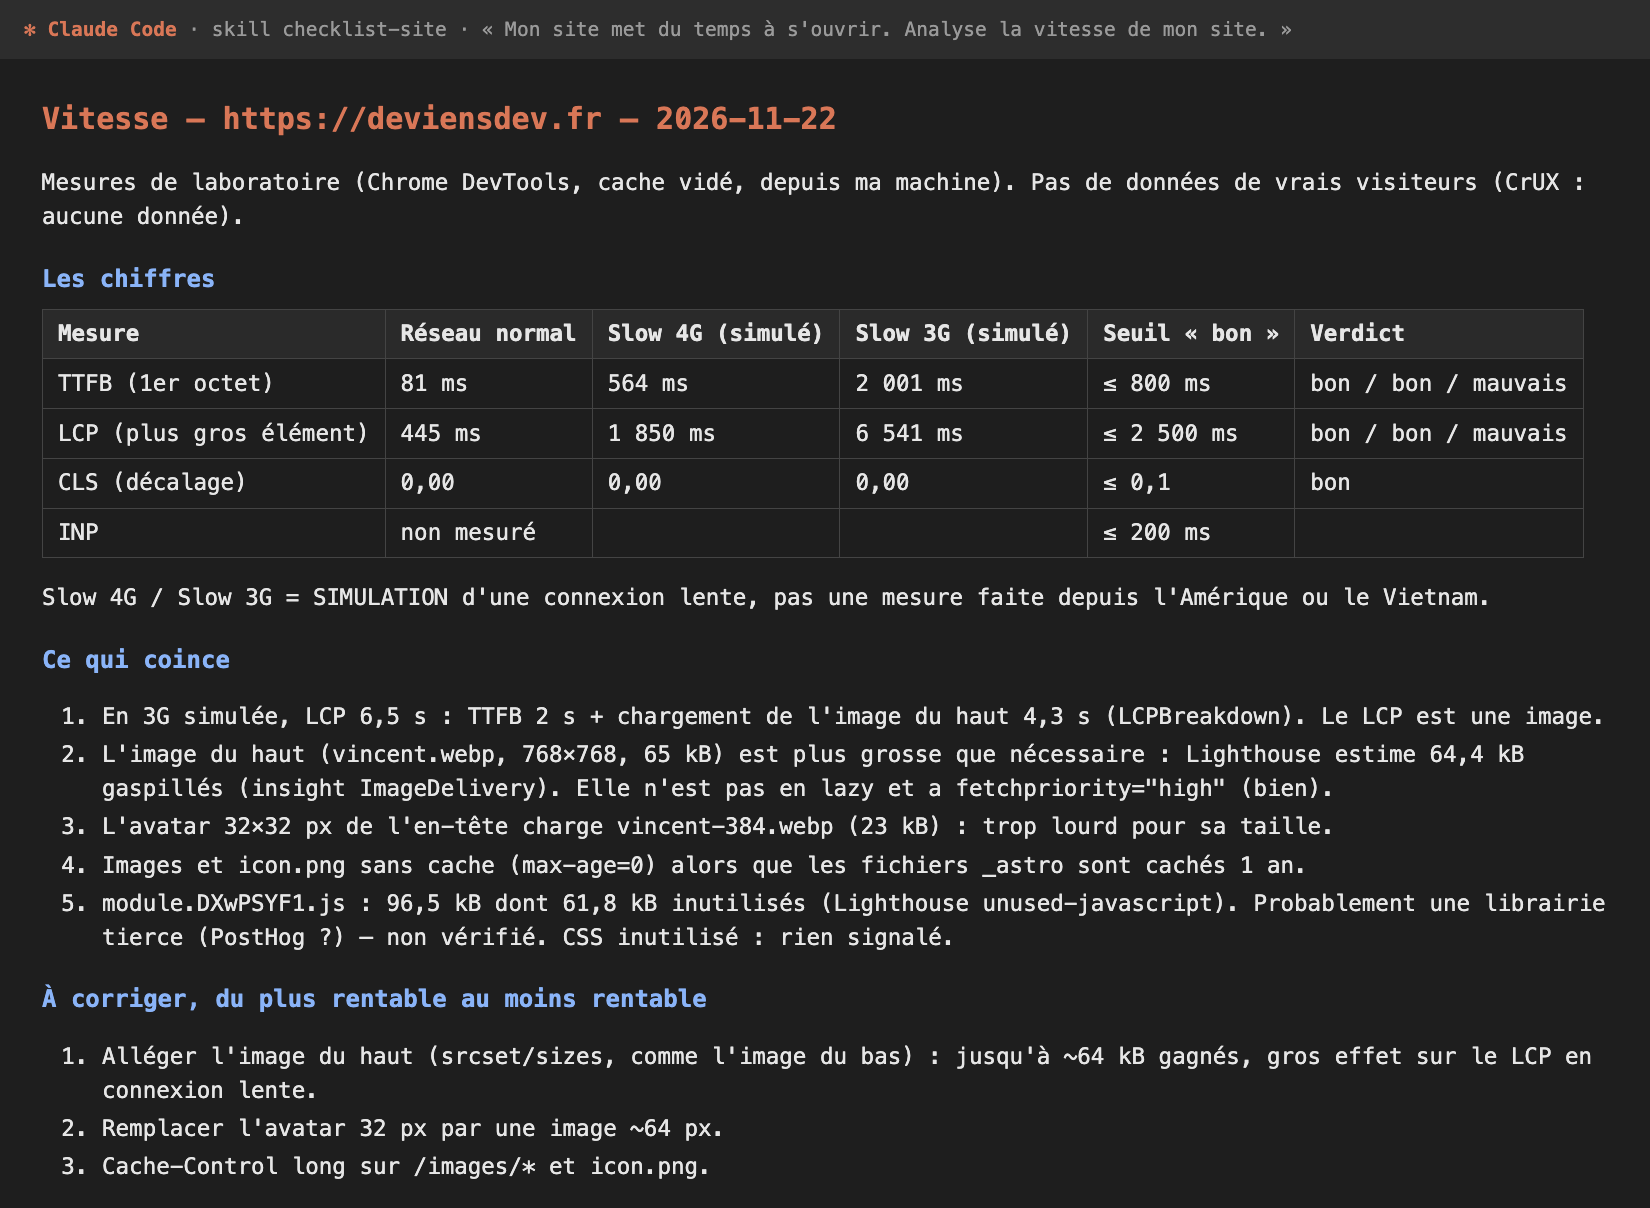 ✻ Claude Code · skill checklist-site · « Mon site met du temps à s'ouvrir. Analyse la vitesse de mon site. »
Vitesse — https://deviensdev.fr — 2026-11-22
Mesures de laboratoire (Chrome DevTools, cache vidé, depuis ma machine). Pas de données de vrais visiteurs (CrUX :
aucune donnée).
Les chiffres
Mesure Réseau normal Slow 4G (simulé) Slow 3G (simulé) Seuil « bon » Verdict
TTFB (1er octet) 81 ms 564 ms 2 001 ms ≤ 800 ms bon / bon / mauvais
LCP (plus gros élément) 445 ms 1 850 ms 6 541 ms ≤ 2 500 ms bon / bon / mauvais
CLS (décalage) 0,00 0,00 0,00 ≤ 0,1 bon
INP non mesuré ≤ 200 ms
Slow 4G / Slow 3G = SIMULATION d'une connexion lente, pas une mesure faite depuis l'Amérique ou le Vietnam.
Ce qui coince
1. En 3G simulée, LCP 6,5 s : TTFB 2 s + chargement de l'image du haut 4,3 s (LCPBreakdown). Le LCP est une image.
2. L'image du haut (vincent.webp, 768×768, 65 kB) est plus grosse que nécessaire : Lighthouse estime 64,4 kB
gaspillés (insight ImageDelivery). Elle n'est pas en lazy et a fetchpriority="high" (bien).
3. L'avatar 32×32 px de l'en-tête charge vincent-384.webp (23 kB) : trop lourd pour sa taille.
4. Images et icon.png sans cache (max-age=0) alors que les fichiers _astro sont cachés 1 an.
5. module.DXwPSYF1.js : 96,5 kB dont 61,8 kB inutilisés (Lighthouse unused-javascript). Probablement une librairie
tierce (PostHog ?) — non vérifié. CSS inutilisé : rien signalé.
À corriger, du plus rentable au moins rentable
1. Alléger l'image du haut (srcset/sizes, comme l'image du bas) : jusqu'à ~64 kB gagnés, gros effet sur le LCP en
connexion lente.
2. Remplacer l'avatar 32 px par une image ~64 px.
3. Cache-Control long sur /images/* et icon.png.